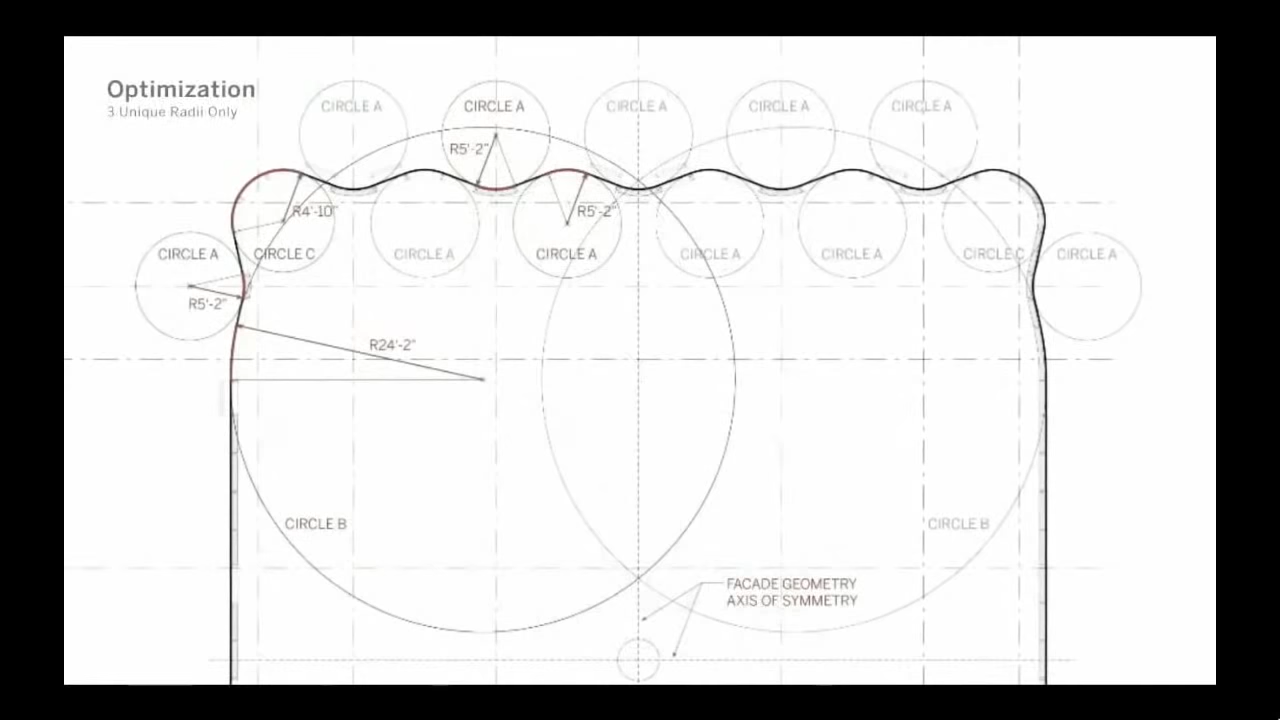 Optimization
3 Unique Radii Only
CIRCLE A
CIRCLE A
CIRCLE A
CIRCLE A
CIRCLE A
R5'-2"
R4'-10"
R5'-2"
CIRCLE A
CIRCLE C
CIRCLE A
CIRCLE A
CIRCLE A
CIRCLE A
CIRCLE C
CIRCLE A
R5'-2"
R24'-2"
CIRCLE B
CIRCLE B
FACADE GEOMETRY
AXIS OF SYMMETRY